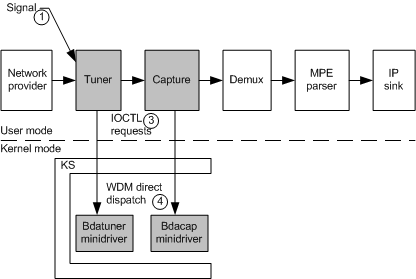 Signal
1
Network
provider
Tuner
Capture
Demux
MPE
parser
IP
sink
IOCTL
requests
3
User mode
Kernel mode
KS
WDM direct
dispatch
4
Bdatuner
minidriver
Bdacap
minidriver